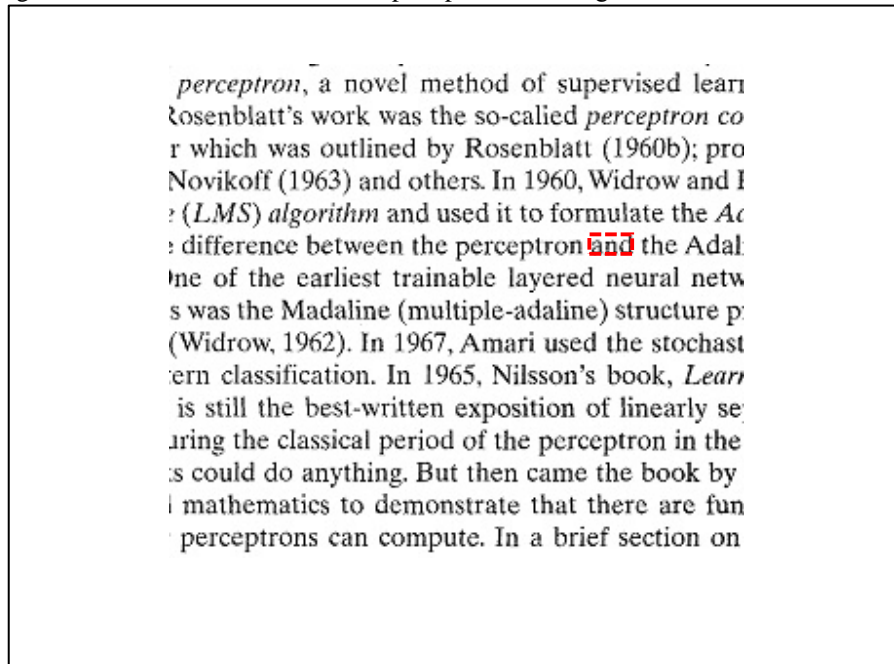 perceptron, a novel method of supervised
Rosenblatt's work was the so-called perceptron co
r which was outlined by Rosenblatt (1960b); pro
Novikoff (1963) and others. In 1960, Widrow and
e (LMS) algorithm and used it to formulate the
difference between the perceptron and the Adal
One of the earliest trainable layered neural netw
s was the Madaline (multiple-adaline) structure
(Widrow, 1962). In 1967, Amari used the stochast
tern classification. In 1965, Nilsson's book, Learn
is still the best-written exposition of linearly se
uring the classical period of the perceptron in the
s could do anything. But then came the book by
mathematics to demonstrate that there are fun
perceptrons can compute. In a brief section on